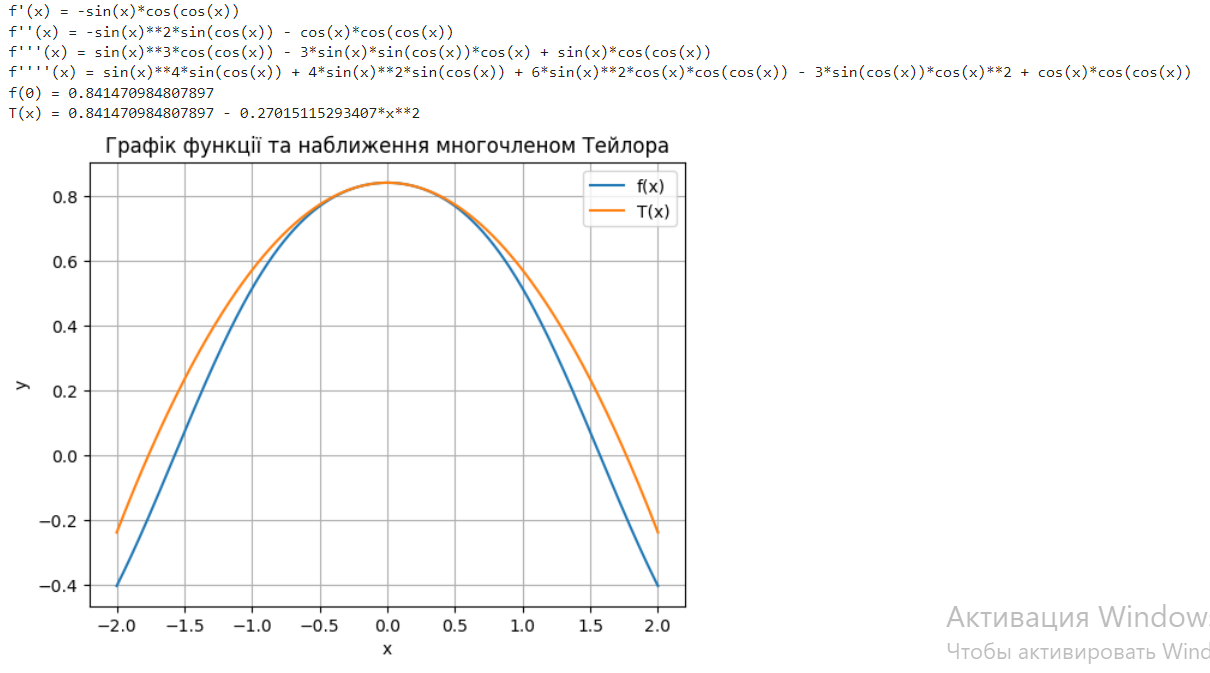 f'(x) = -sin(x)*cos(cos(x))
f''(x) = -sin(x)**2*sin(cos(x)) - cos(x)*cos(cos(x))
f'''(x) = sin(x)**3*cos(cos(x)) - 3*sin(x)*sin(cos(x))*cos(x) + sin(x)*cos(cos(x))
f''''(x) = sin(x)**4*sin(cos(x)) + 4*sin(x)**2*sin(cos(x)) + 6*sin(x)**2*cos(x)*cos(cos(x)) - 3*sin(cos(x))*cos(x)**2 + cos(x)*cos(cos(x))
f(0) = 0.841470984807897
T(x) = 0.841470984807897 - 0.27015115293407*x**2
Графік функції та наближення многочленом Тейлора
f(x)
T(x)
0.8
0.6
0.4
0.2
0.0
−0.2
−0.4
y
−2.0 −1.5 −1.0 −0.5 0.0 0.5 1.0 1.5 2.0
x
Активация Window
Чтобы активировать Wind